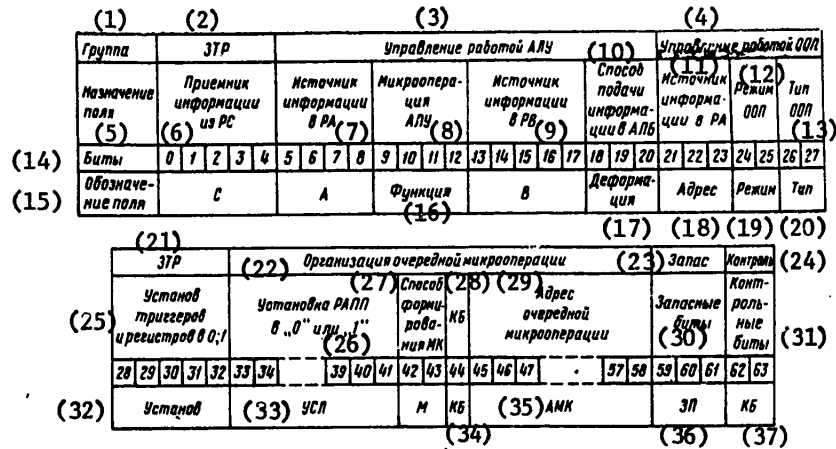 (1) (2) (3) (4)
Группа ЗТР Управление работой АЛУ Управление работой ООП
(10) (11) (12)
Назначение поля
(5)
Приемник информации из РС
(6)
Источник информации в РА
(7)
Микрооперация АЛУ
(8)
Источник информации в РВ
(9)
Способ подачи информации в АЛБ
Источник информации в РА
Режим ООП
Тип ООП
(13)
(14) Биты 0 1 2 3 4 5 6 7 8 9 10 11 12 13 14 15 16 17 18 19 20 21 22 23 24 25 26 27
(15) Обозначение поля С А Функция В Деформация Адрес Режим Тип
(16) (17) (18) (19) (20)
(21)
ЗТР (22) Организация очередной микрооперации (23) Запас Контроль (24)
(27) (28) (29)
(25) Установ триггеров и регистров в 0;1
Установка РАПП в „0" или „1"
(26)
Способ формирования МК
КБ
Адрес очередной микрооперации
Запасные биты
(30)
Контрольные биты
(31)
28 29 30 31 32 33 34 39 40 41 42 43 44 45 46 47 57 58 59 60 61 62 63
(32) Установ (33) УСЛ М КБ (35) АМК ЗП КБ
(34) (36) (37)